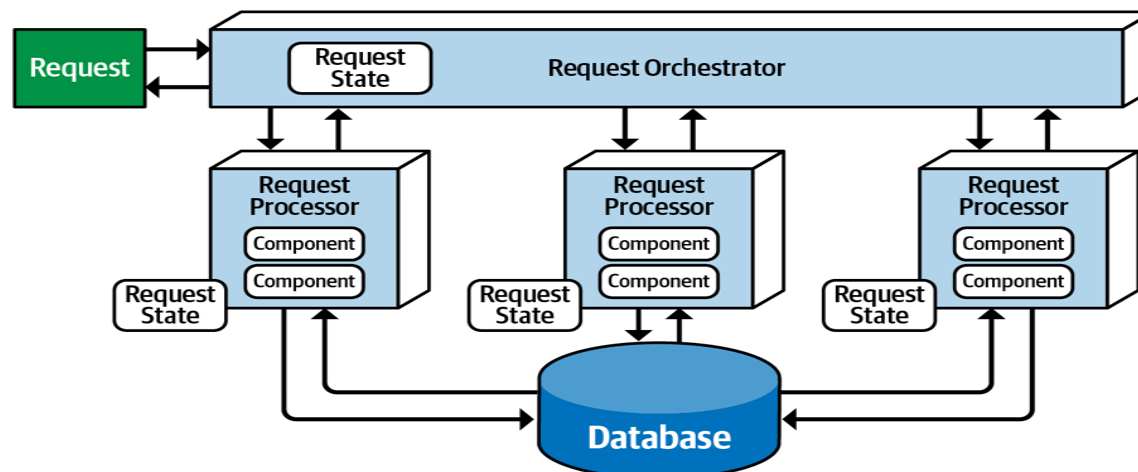 Request
Request
State
Request Orchestrator
Request
Processor
Component
Component
Request
State
Request
Processor
Component
Component
Request
State
Request
Processor
Component
Component
Request
State
Database